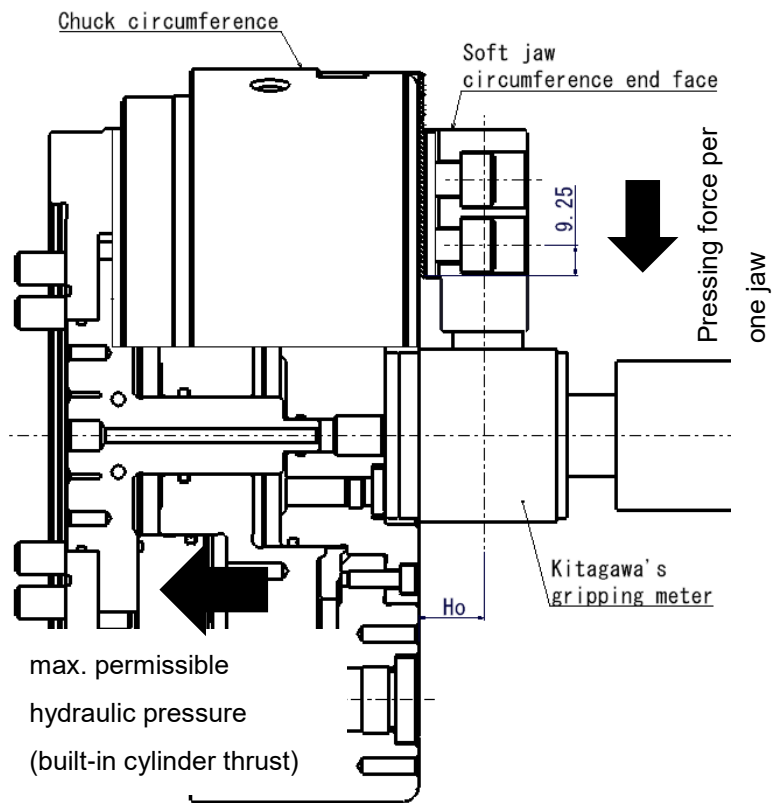 Chuck circumference
Soft jaw
circumference end face
9.25
Pressing force per
one jaw
Kitagawa's
gripping meter
Ho
max. permissible
hydraulic pressure
(built-in cylinder thrust)